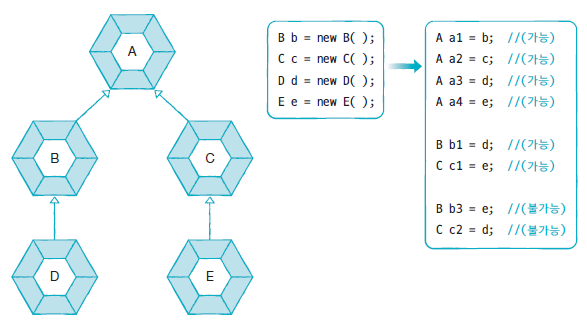 A
B
C
D
E
B b = new B( );
C c = new C( );
D d = new D( );
E e = new E( );
A a1 = b; //(가능)
A a2 = c; //(가능)
A a3 = d; //(가능)
A a4 = e; //(가능)
B b1 = d; //(가능)
C c1 = e; //(가능)
B b3 = e; //(불가능)
C c2 = d; //(불가능)